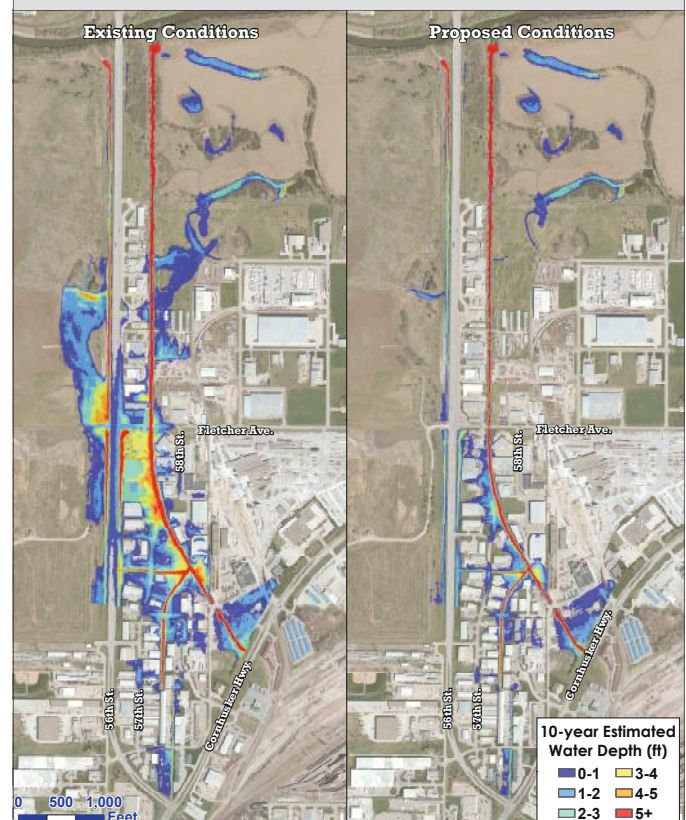 Existing Conditions
Fletcher Ave.
58th St.
56th St.
57th St.
Cornhusker Hwy.
0 500 1,000
Feet
Proposed Conditions
Fletcher Ave.
58th St.
56th St.
57th St.
Cornhusker Hwy.
10-year Estimated
Water Depth (ft)
0-1 3-4
1-2 4-5
2-3 5+